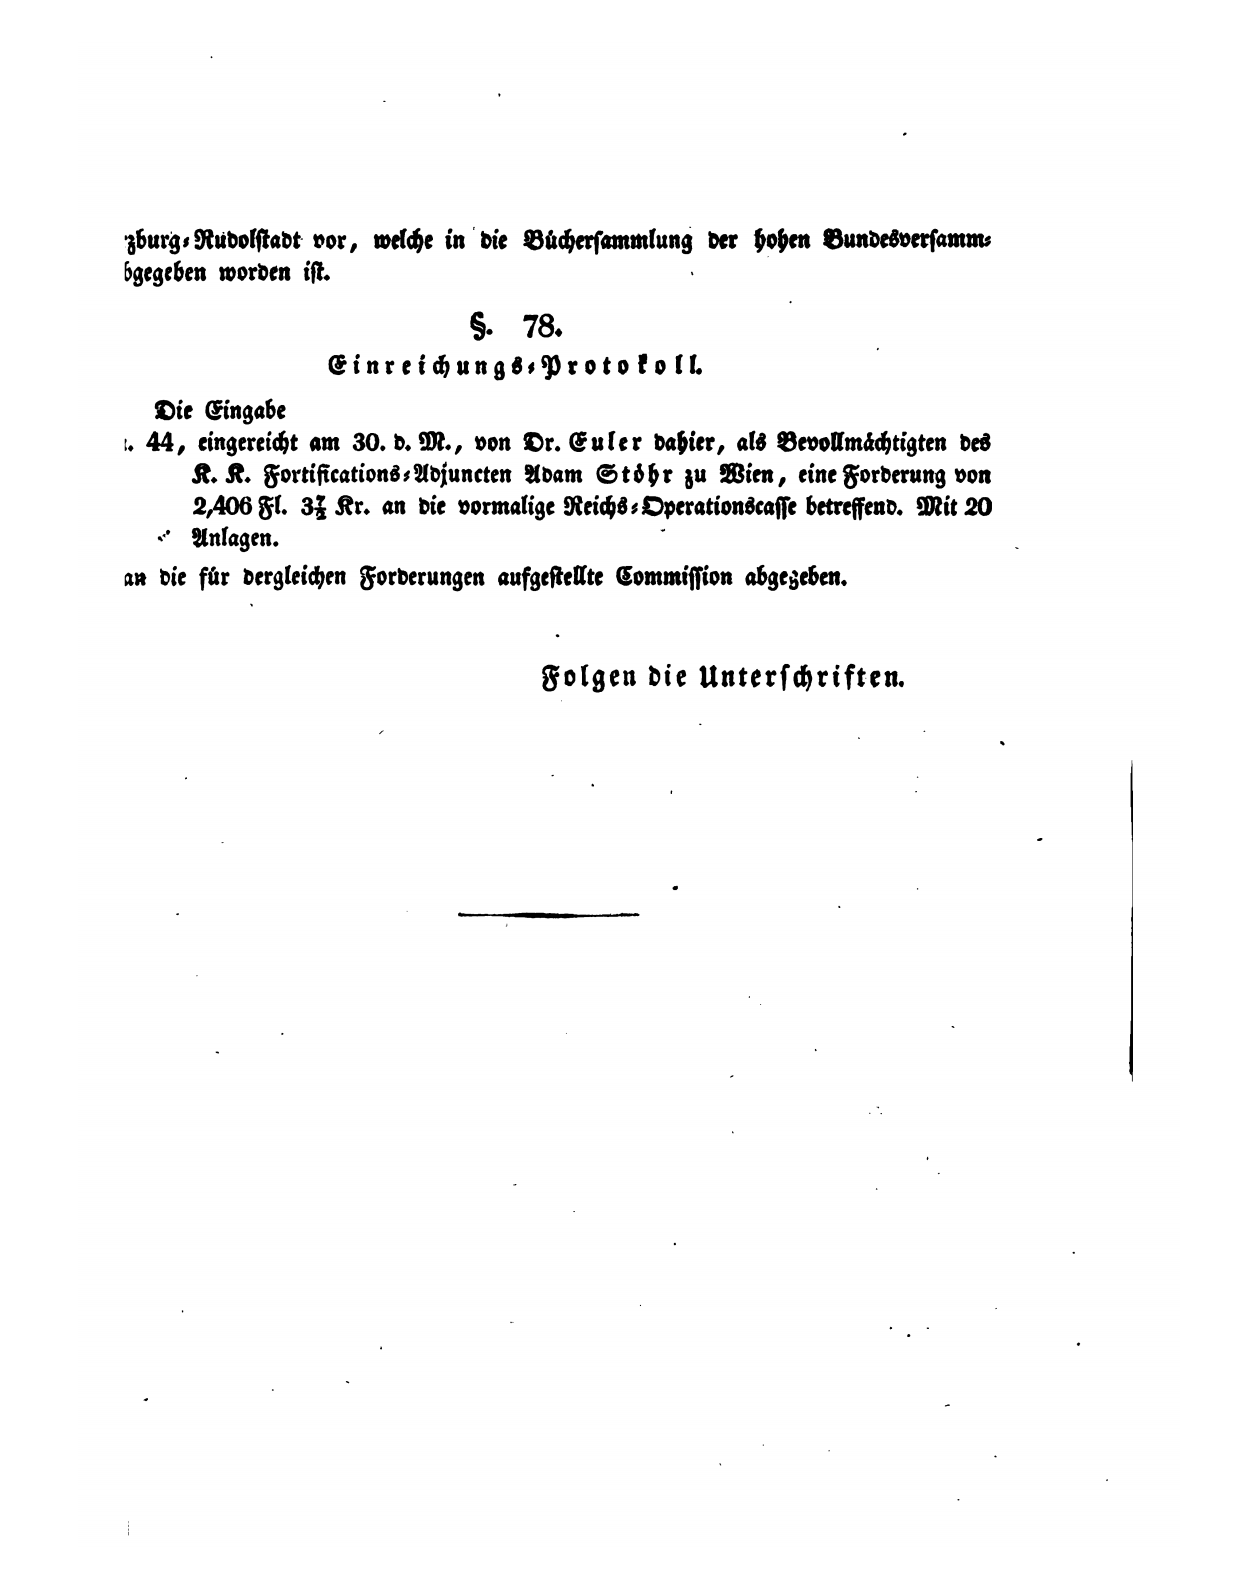 zburg-Rudolstadt vor, welche in die Büchersammlung der hohen Bundesversamm-
bgegeben worden ist.
§. 78.
Einreichungs-Protokoll.
Die Eingabe
. 44, eingereicht am 30. d. M., von Dr. Euler dahier, als Bevollmächtigten des
K. K. Fortifications-Adjuncten Adam Stöhr zu Wien, eine Forderung von
2,406 Fl. 3½ Kr. an die vormalige Reichs-Operationscasse betreffend. Mit 20
Anlagen.
an die für dergleichen Forderungen aufgestellte Commission abgegeben.
Folgen die Unterschriften.